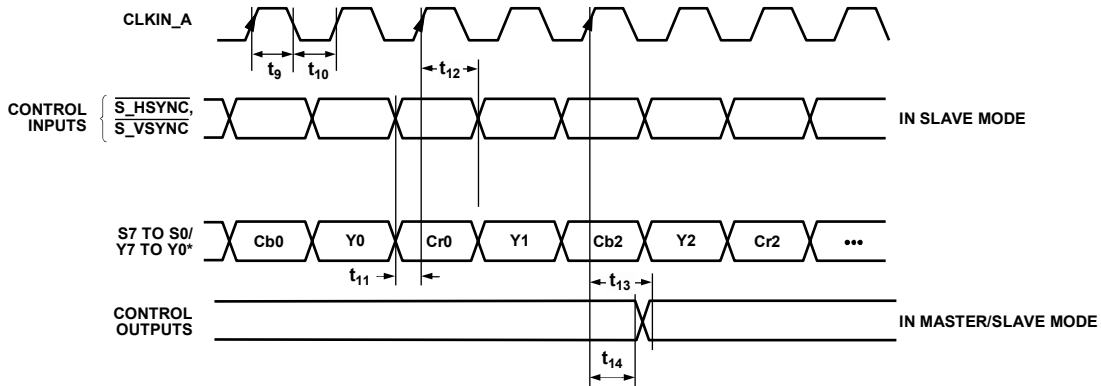 CLKIN_A
t9
t10
t12
CONTROL
INPUTS
S_HSYNC,
S_VSYNC
IN SLAVE MODE
S7 TO S0/
Y7 TO Y0*
Cb0
Y0
Cr0
Y1
Cb2
Y2
Cr2
•••
t11
t13
CONTROL
OUTPUTS
IN MASTER/SLAVE MODE
t14